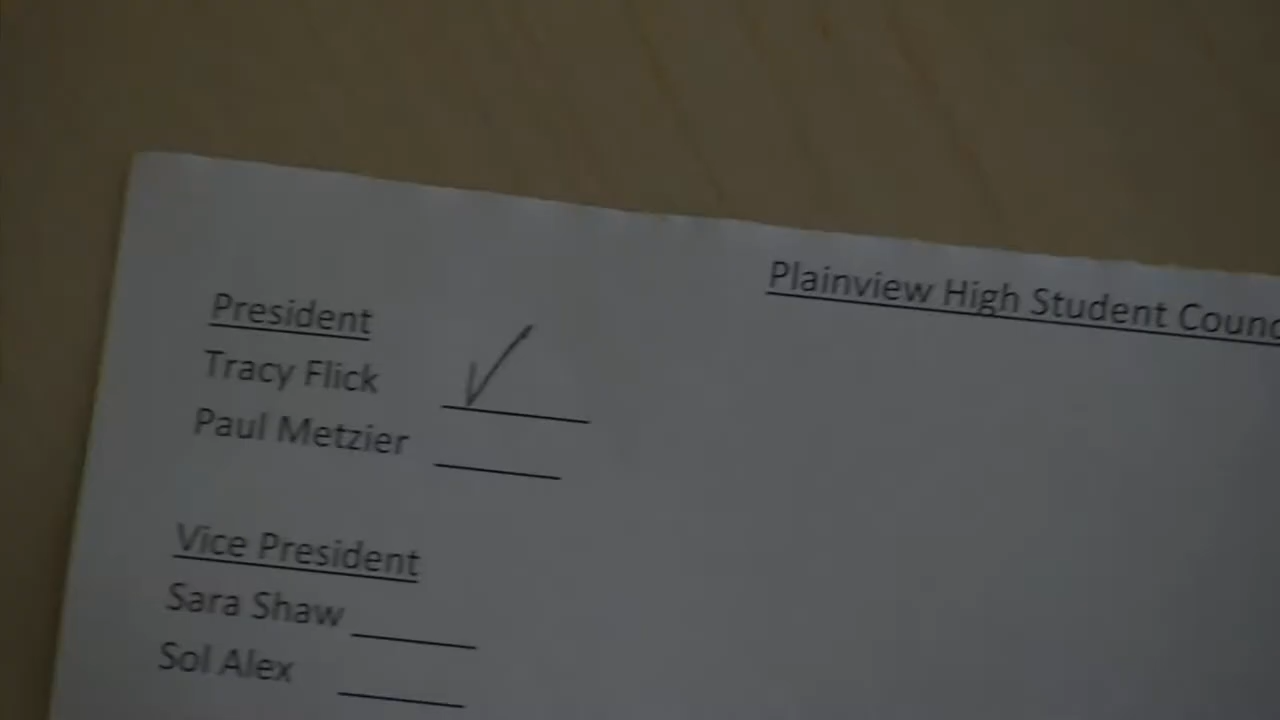 Plainview High Student Counc
President
Tracy Flick ✓
Paul Metzier
Vice President
Sara Shaw
Sol Alex